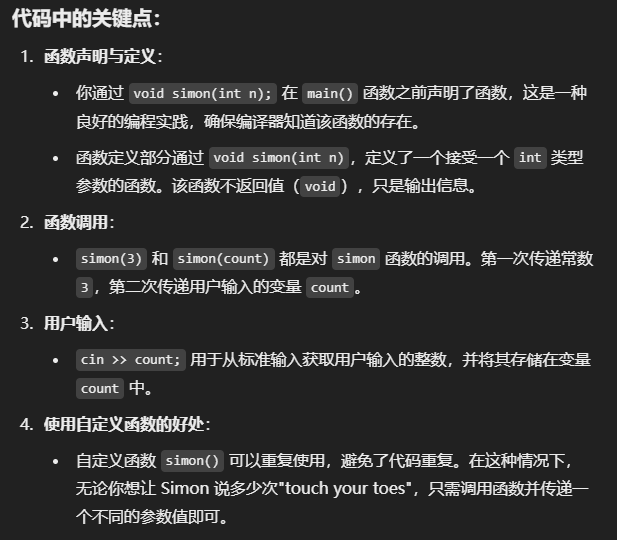 代码中的关键点：
1. 函数声明与定义：
• 你通过 void simon(int n); 在 main() 函数之前声明了函数，这是一种
良好的编程实践，确保编译器知道该函数的存在。
• 函数定义部分通过 void simon(int n)，定义了一个接受一个 int 类型
参数的函数。该函数不返回值（void），只是输出信息。
2. 函数调用：
• simon(3) 和 simon(count) 都是对 simon 函数的调用。第一次传递常数
3，第二次传递用户输入的变量 count。
3. 用户输入：
• cin >> count; 用于从标准输入获取用户输入的整数，并将其存储在变量
count 中。
4. 使用自定义函数的好处：
• 自定义函数 simon() 可以重复使用，避免了代码重复。在这种情况下，
无论你想让 Simon 说多少次"touch your toes"，只需调用函数并传递一
个不同的参数值即可。